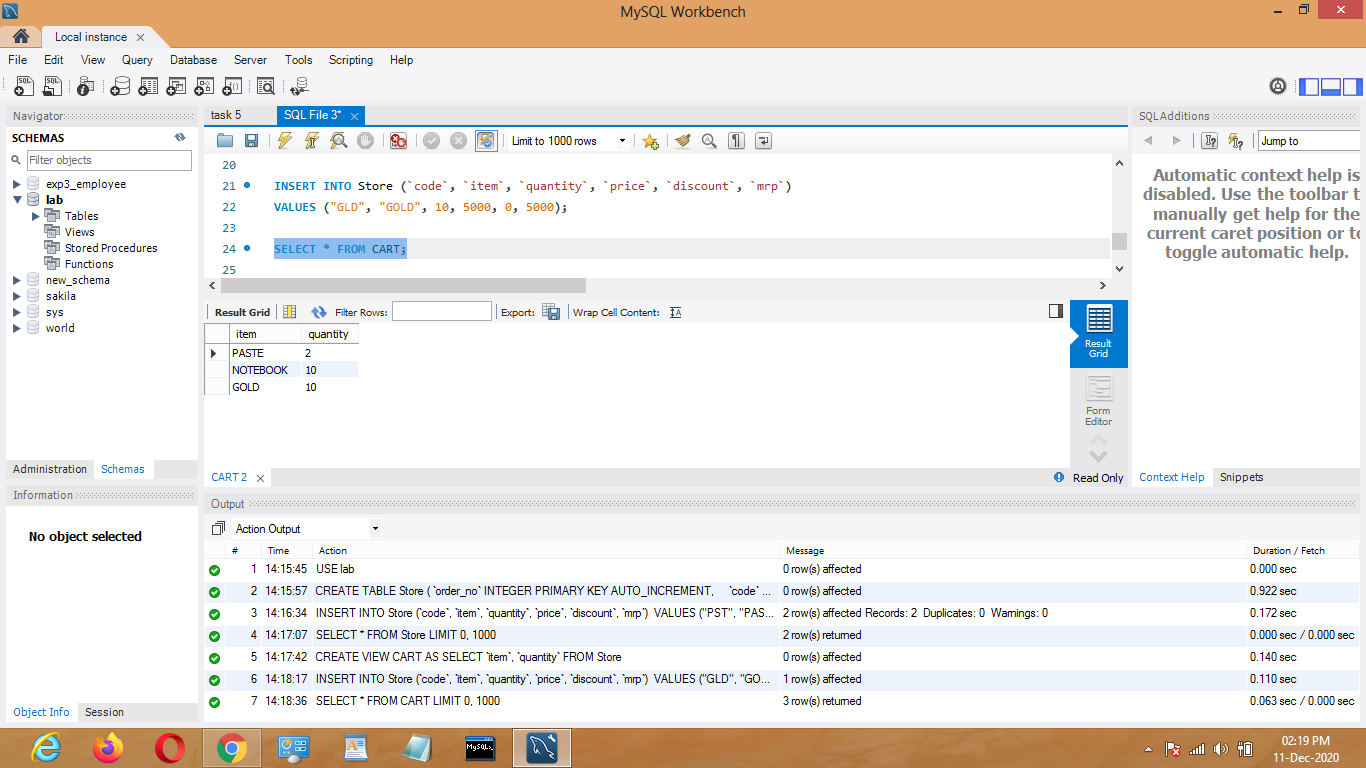 MySQL Workbench
Local instance
File Edit View Query Database Server Tools Scripting Help
Navigator
SCHEMAS
Filter objects
exp3_employee
lab
Tables
Views
Stored Procedures
Functions
new_schema
sakila
sys
world
Administration Schemas
Information
No object selected
Object Info Session
task 5 SQL File 3*
Limit to 1000 rows
20
21 INSERT INTO Store (`code`, `item`, `quantity`, `price`, `discount`, `mrp`)
22 VALUES ("GLD", "GOLD", 10, 5000, 0, 5000);
23
24 SELECT * FROM CART;
25
Result Grid Filter Rows: Export: Wrap Cell Content:
item quantity
PASTE 2
NOTEBOOK 10
GOLD 10
Result
Grid
Form
Editor
CART 2 Read Only
SQLAdditions
Jump to
Automatic context help is
disabled. Use the toolbar t
manually get help for the
current caret position or to
toggle automatic help.
Context Help Snippets
Output
Action Output
# Time Action Message Duration / Fetch
1 14:15:45 USE lab 0 row(s) affected 0.000 sec
2 14:15:57 CREATE TABLE Store ( `order_no` INTEGER PRIMARY KEY AUTO_INCREMENT, `code` ... 0 row(s) affected 0.922 sec
3 14:16:34 INSERT INTO Store (`code`, `item`, `quantity`, `price`, `discount`, `mrp`) VALUES ("PST", "PAS... 2 row(s) affected Records: 2 Duplicates: 0 Warnings: 0 0.172 sec
4 14:17:07 SELECT * FROM Store LIMIT 0, 1000 2 row(s) returned 0.000 sec / 0.000 sec
5 14:17:42 CREATE VIEW CART AS SELECT `item`, `quantity` FROM Store 0 row(s) affected 0.140 sec
6 14:18:17 INSERT INTO Store (`code`, `item`, `quantity`, `price`, `discount`, `mrp`) VALUES ("GLD", "GO... 1 row(s) affected 0.110 sec
7 14:18:36 SELECT * FROM CART LIMIT 0, 1000 3 row(s) returned 0.063 sec / 0.000 sec
02:19 PM
11-Dec-2020